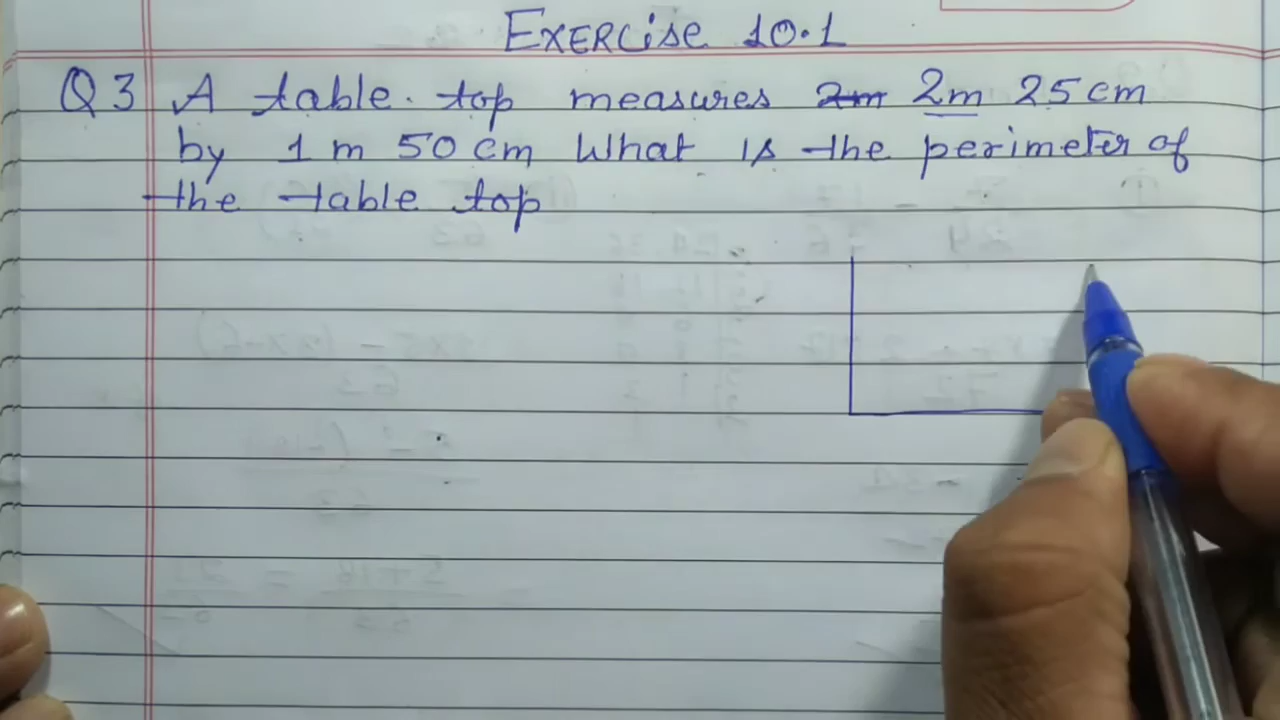 Exercise 10.1
Q3 A table top measures 2m 2m 25 cm
by 1 m 50 cm What is the perimeter of
the table top